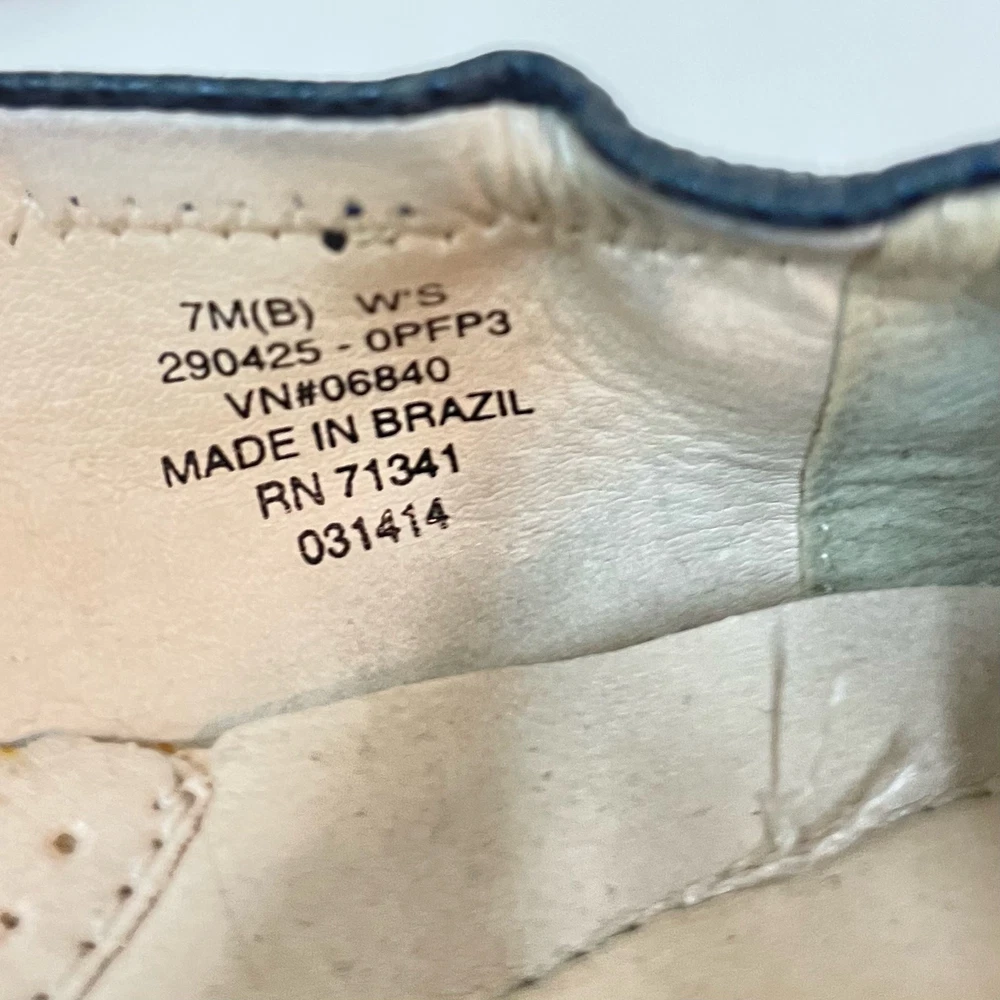 7M(B) W'S
290425 - 0PFP3
VN#06840
MADE IN BRAZIL
RN 71341
031414